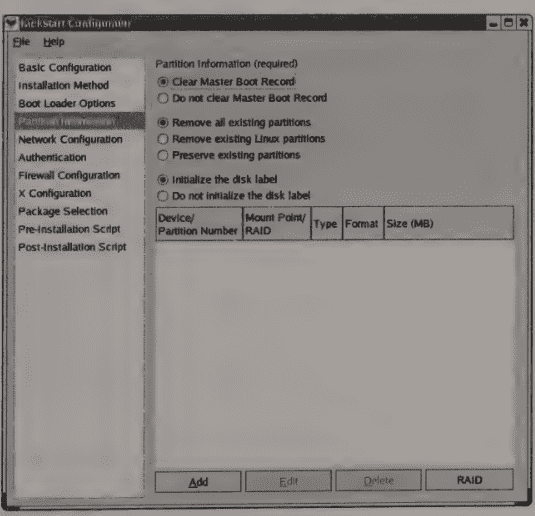 Kickstart Configurator
File Help
Basic Configuration
Installation Method
Boot Loader Options
Partition Information
Network Configuration
Authentication
Firewall Configuration
X Configuration
Package Selection
Pre-Installation Script
Post-Installation Script
Partition Information (required)
Clear Master Boot Record
Do not clear Master Boot Record
Remove all existing partitions
Remove existing Linux partitions
Preserve existing partitions
Initialize the disk label
Do not initialize the disk label
Device/
Partition Number
Mount Point/
RAID
Type
Format
Size (MB)
Add
Edit
Delete
RAID